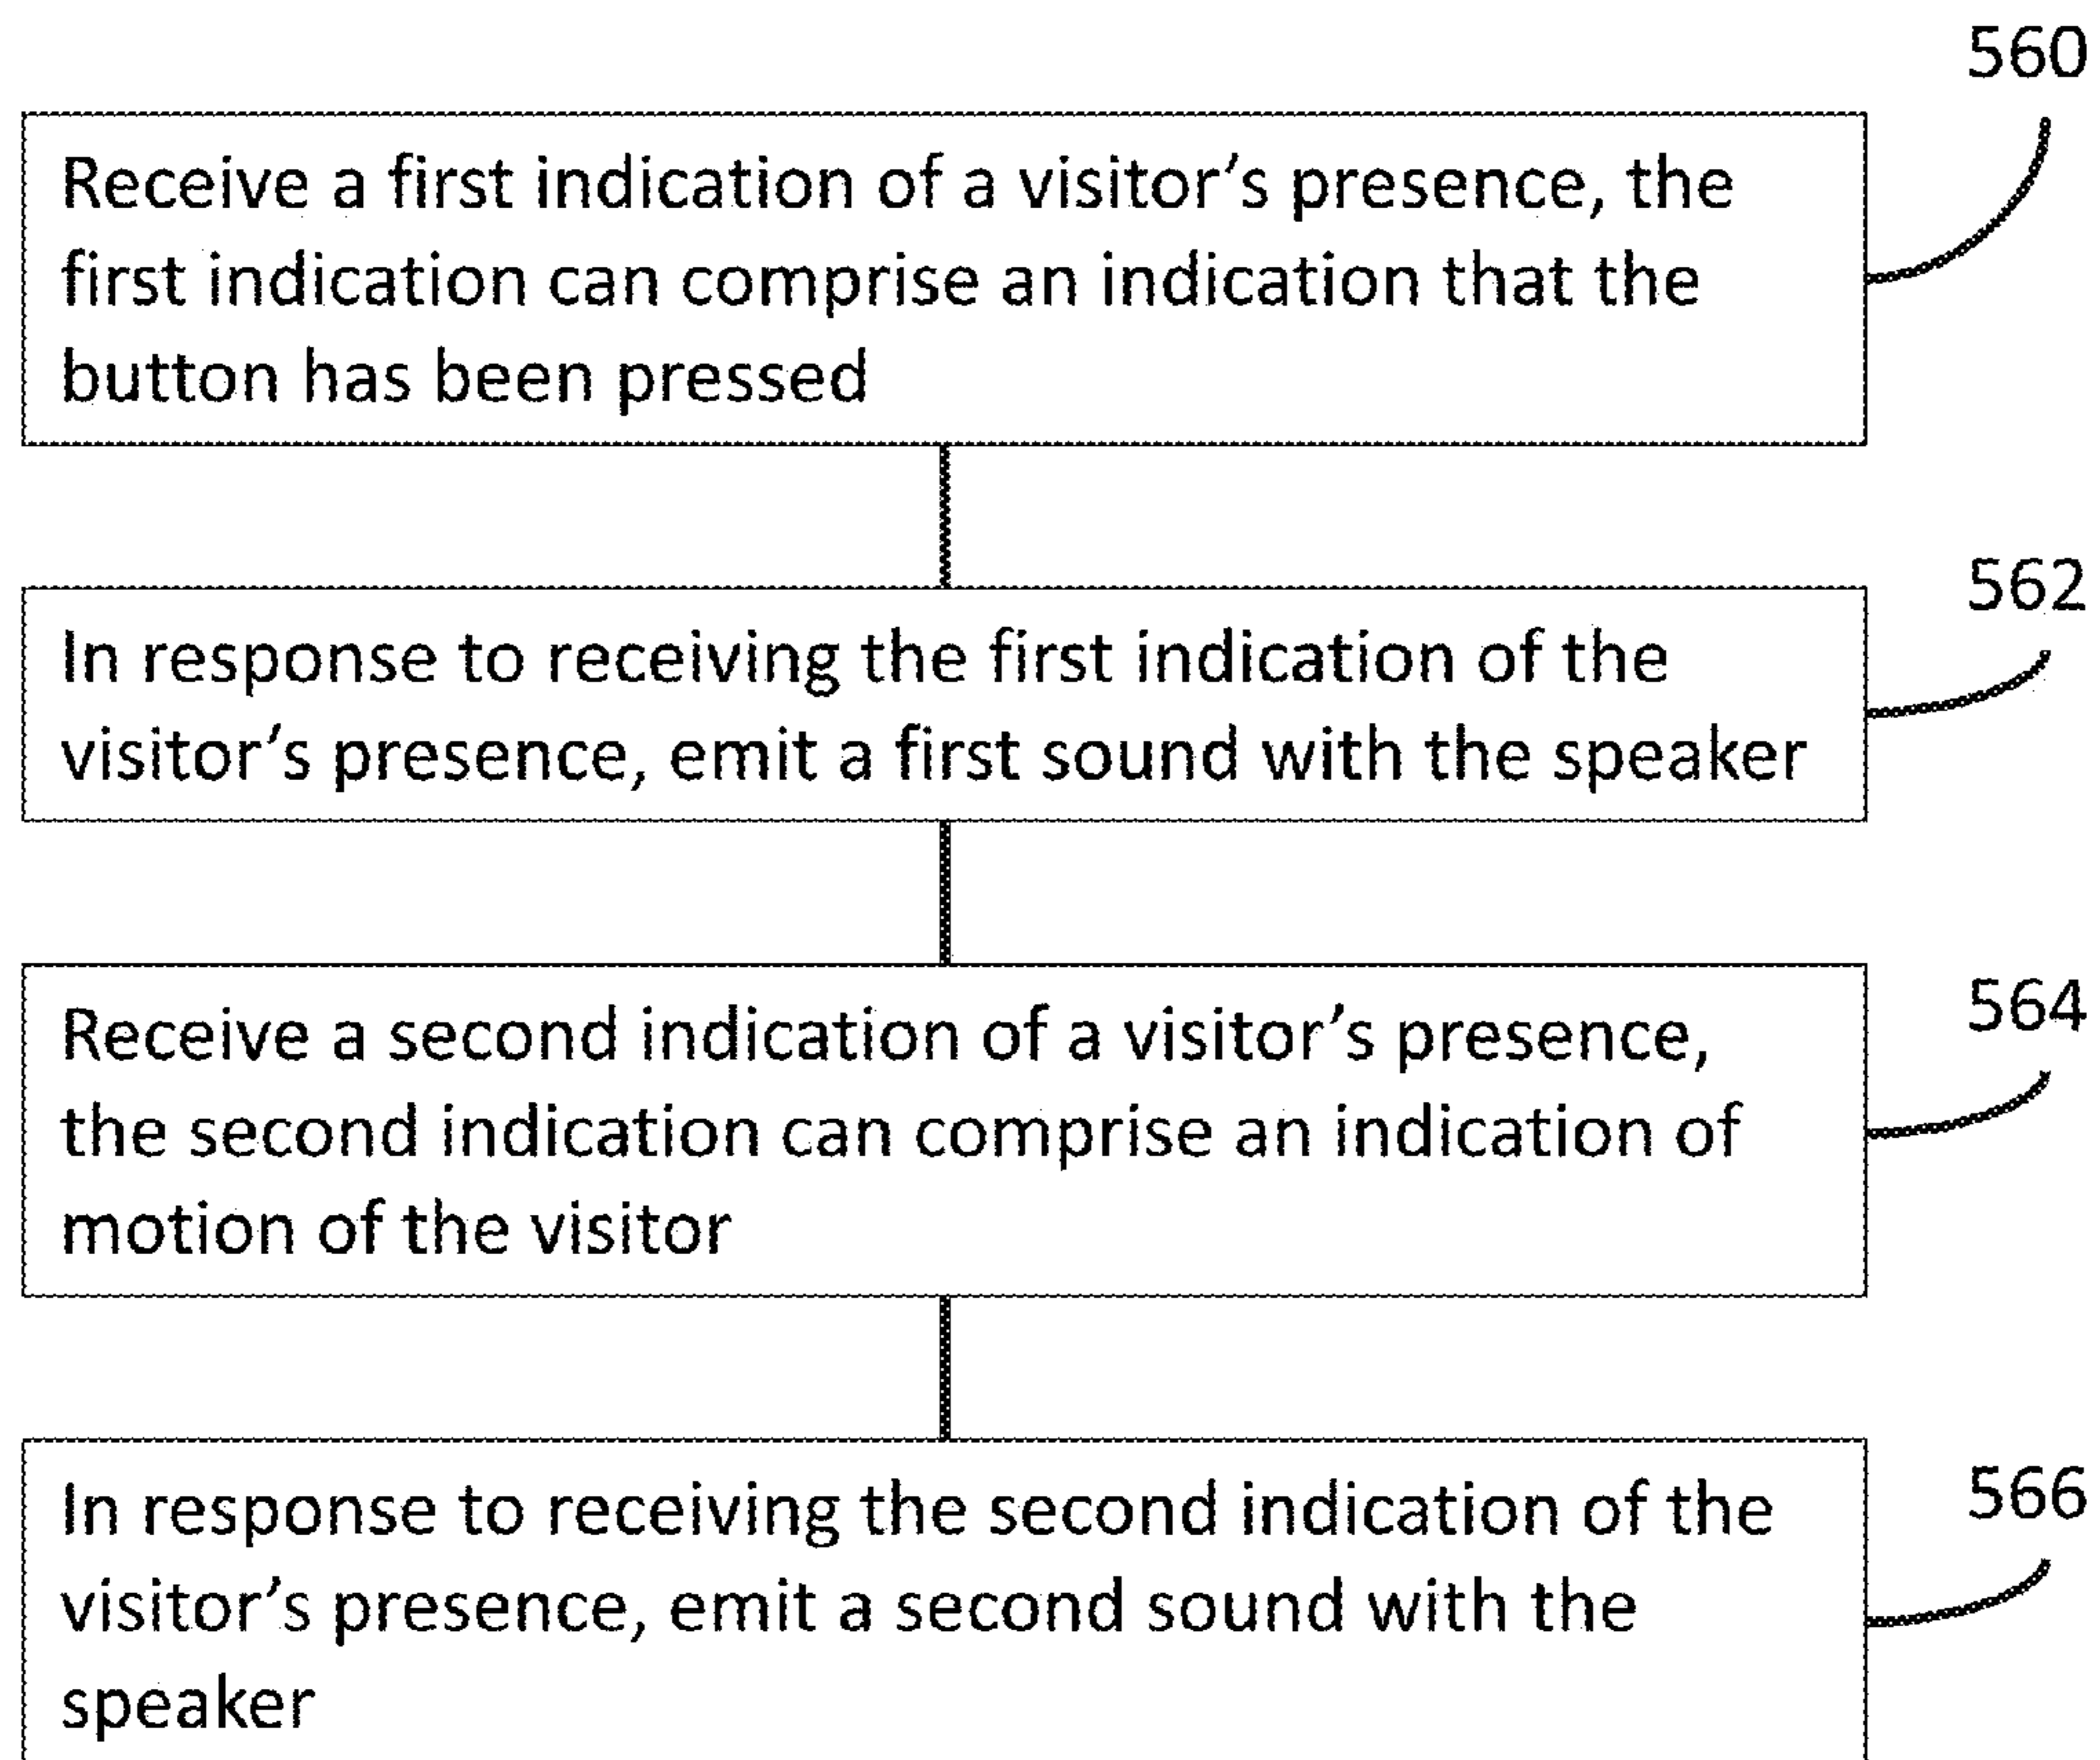 560
Receive a first indication of a visitor’s presence, the
first indication can comprise an indication that the
button has been pressed
562
In response to receiving the first indication of the
visitor’s presence, emit a first sound with the speaker
564
Receive a second indication of a visitor’s presence,
the second indication can comprise an indication of
motion of the visitor
566
In response to receiving the second indication of the
visitor’s presence, emit a second sound with the
speaker